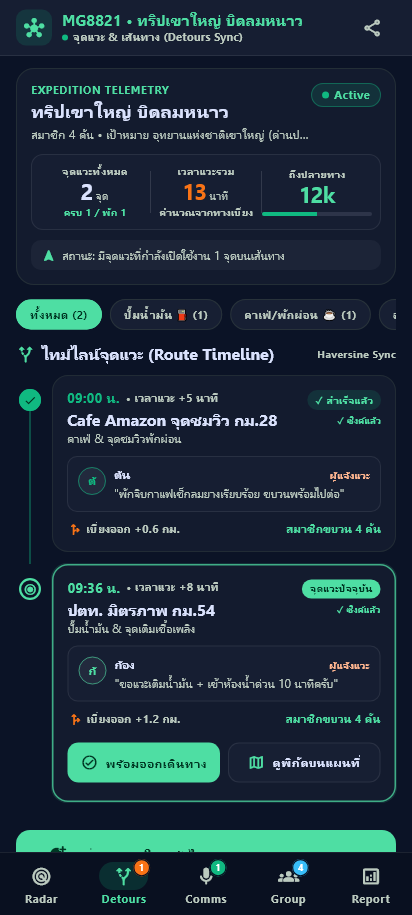 MG8821 • ทริปเขาใหญ่ บิดลมหนาว
จุดแวะ & เส้นทาง (Detours Sync)
EXPEDITION TELEMETRY
Active
ทริปเขาใหญ่ บิดลมหนาว
สมาชิก 4 คัน • เป้าหมาย อุทยานแห่งชาติเขาใหญ่ (ด่านป...
จุดแวะทั้งหมด
2 จุด
ครบ 1 / พัก 1
เวลาแวะรวม
13 นาที
คำนวณจากทางเบี่ยง
ถึงปลายทาง
12k
สถานะ: มีจุดแวะที่กำลังเปิดใช้งาน 1 จุดบนเส้นทาง
ทั้งหมด (2)
ปั๊มน้ำมัน ⛽ (1)
คาเฟ่/พักผ่อน ☕ (1)
ไทม์ไลน์จุดแวะ (Route Timeline)
Haversine Sync
09:00 น. • เวลาแวะ +5 นาที
✓ สำเร็จแล้ว
Cafe Amazon จุดชมวิว กม.28
✓ ซิงค์แล้ว
คาเฟ่ & จุดชมวิวพักผ่อน
ต้
ต้น
ผู้แจ้งแวะ
"พักจิบกาแฟเช็กลมยางเรียบร้อย ขบวนพร้อมไปต่อ"
เบี่ยงออก +0.6 กม.
สมาชิกขบวน 4 คัน
09:36 น. • เวลาแวะ +8 นาที
จุดแวะปัจจุบัน
ปตท. มิตรภาพ กม.54
✓ ซิงค์แล้ว
ปั๊มน้ำมัน & จุดเติมเชื้อเพลิง
ก้
ก้อง
ผู้แจ้งแวะ
"ขอแวะเติมน้ำมัน + เข้าห้องน้ำด่วน 10 นาทีครับ"
เบี่ยงออก +1.2 กม.
สมาชิกขบวน 4 คัน
พร้อมออกเดินทาง
ดูพิกัดบนแผนที่
1
1
4
Radar
Detours
Comms
Group
Report